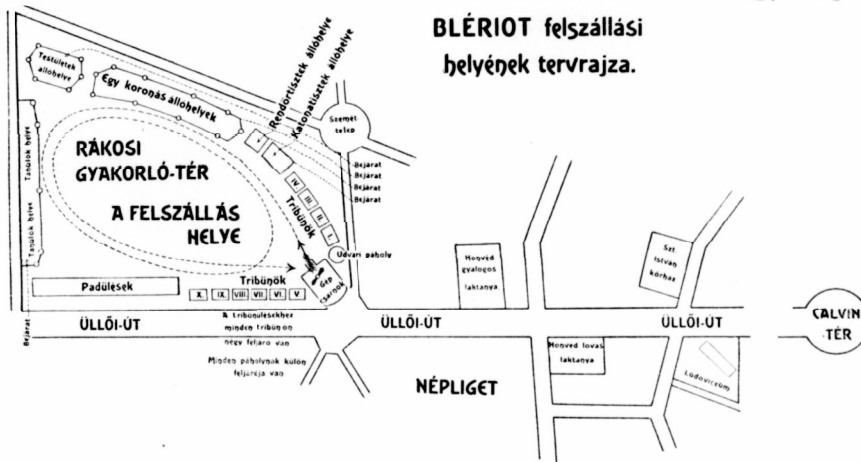 BLÉRIOT felszállási
helyének tervrajza.
Testületek
állóhelye
Egy koronás állóhelyek
Rendőrtisztek állóhelye
Katonatisztek állóhelye
Szemét
telep
Tanulók helye
Tanulók helye
RÁKOSI
GYAKORLÓ-TÉR
A FELSZÁLLÁS
HELYE
Bejárat
Bejárat
Bejárat
Bejárat
IV.
III.
II.
I.
Tribünök
Udvari páholy
Gép
csarnok
Padülések
Tribünök
X.
IX.
VIII.
VII
VI
V.
Bejárat
ÜLLŐI-ÚT
A tribünülésekhez
minden tribünön
négy feljáró van
Minden páholynak külön
feljárója van
ÜLLŐI-ÚT
Honvéd
gyalogos
laktanya
Szt.
István
kórház
ÜLLŐI-ÚT
CALVIN-
TÉR
Honvéd lovas
laktanya
Ludoviceum
NÉPLIGET